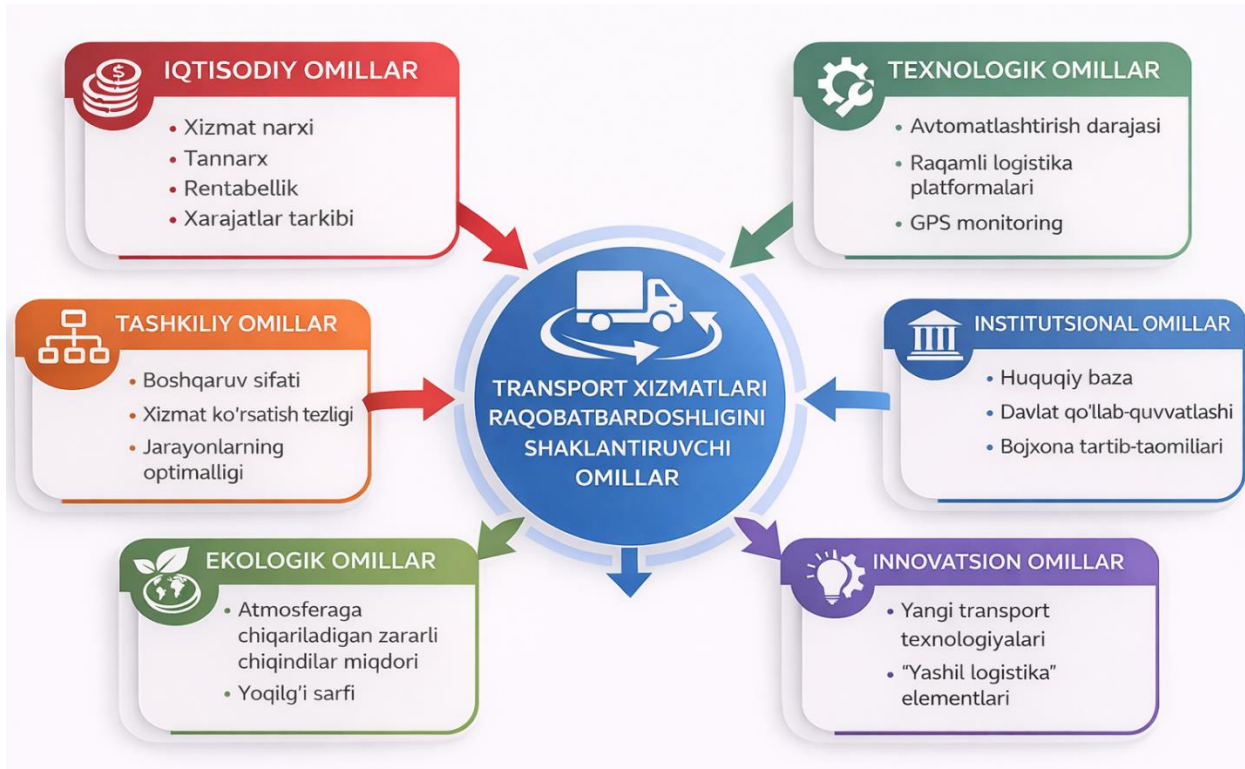 IQTISODIY OMILLAR
• Xizmat narxi
• Tannarx
• Rentabellik
• Xarajatlar tarkibi
TEXNOLOGIK OMILLAR
• Avtomatlashtirish darajasi
• Raqamli logistika
platformalari
• GPS monitoring
TASHKILIY OMILLAR
• Boshqaruv sifati
• Xizmat ko'rsatish tezligi
• Jarayonlarning
optimalligi
TRANSPORT XIZMATLARI
RAQOBATBARDOSHLIGINI
SHAKLANTIRUVCHI
OMILLAR
INSTITUTSIONAL OMILLAR
• Huquqiy baza
• Davlat qo'llab-quvvatlashi
• Bojxona tartib-taomiliari
EKOLOGIK OMILLAR
• Atmosferaga
chiqariladigan zararli
chiqindilar miqdori
• Yoqilg'i sarfi
INNOVATSION OMILLAR
• Yangi transport
texnologiyalari
• "Yashil logistika"
elementlari